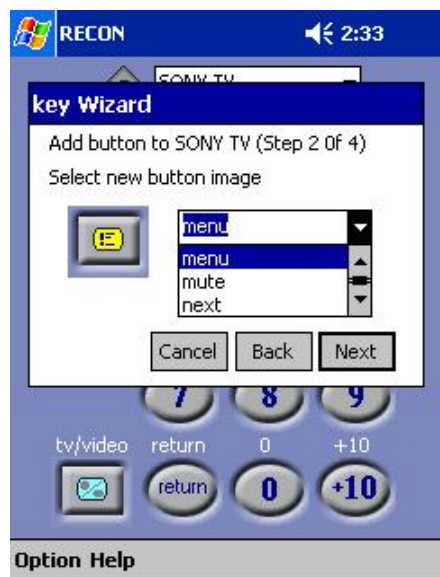 RECON 2:33
SONY TV
key Wizard
Add button to SONY TV (Step 2 0f 4)
Select new button image
menu
menu
mute
next
Cancel Back Next
7 8 9
tv/video return 0 +10
return 0 +10
Option Help